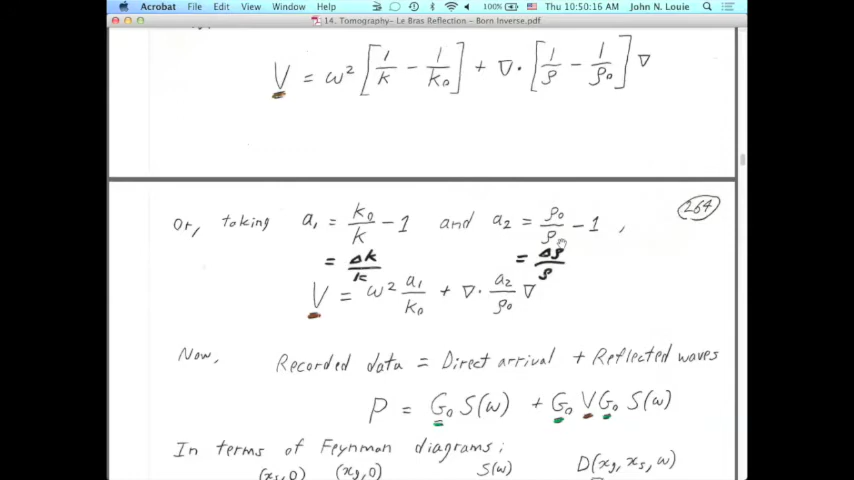 Acrobat File Edit View Window Help 100% Thu 10:50:16 AM John N. Louie
14. Tomography– Le Bras Reflection – Born Inverse.pdf
V = ω² [1/K − 1/K₀] + ∇· [1/ρ − 1/ρ₀] ∇
264
Or, taking a₁ = K₀/K − 1 and a₂ = ρ₀/ρ − 1 ,
= ΔK/K = Δρ/ρ
V = ω² a₁/K₀ + ∇· a₂/ρ₀ ∇
Now, Recorded data = Direct arrival + Reflected waves
P = G₀ S(ω) + G₀ V G₀ S(ω)
In terms of Feynman diagrams:
(xs,0) (xg,0) S(ω) D(xg, xs, ω)